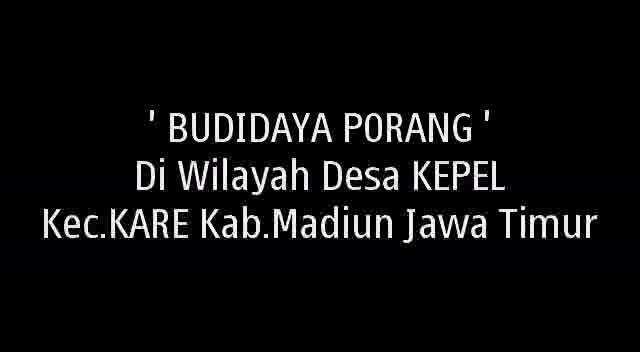 ' BUDIDAYA PORANG '
Di Wilayah Desa KEPEL
Kec.KARE Kab.Madiun Jawa Timur